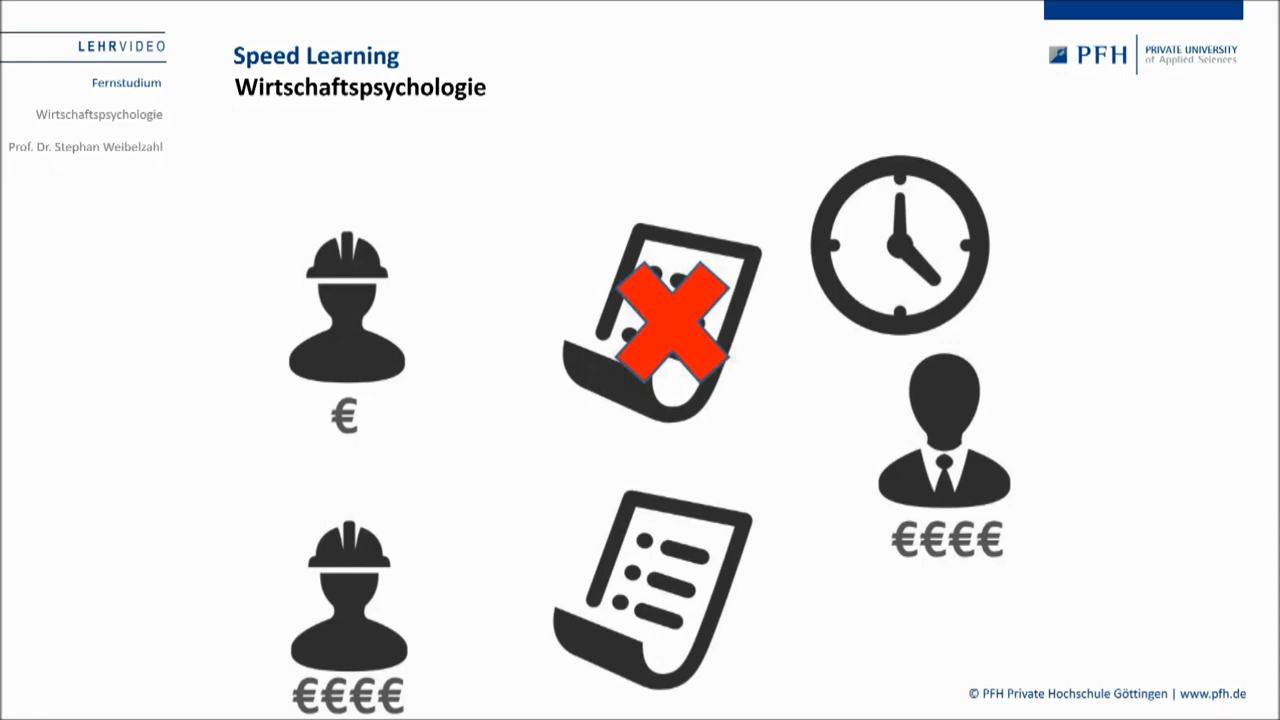 LEHRVIDEO
Fernstudium
Wirtschaftspsychologie
Prof. Dr. Stephan Weibelzahl
Speed Learning
Wirtschaftspsychologie
PFH
PRIVATE UNIVERSITY
of Applied Sciences
€
€€€€
€€€€
© PFH Private Hochschule Göttingen | www.pfh.de